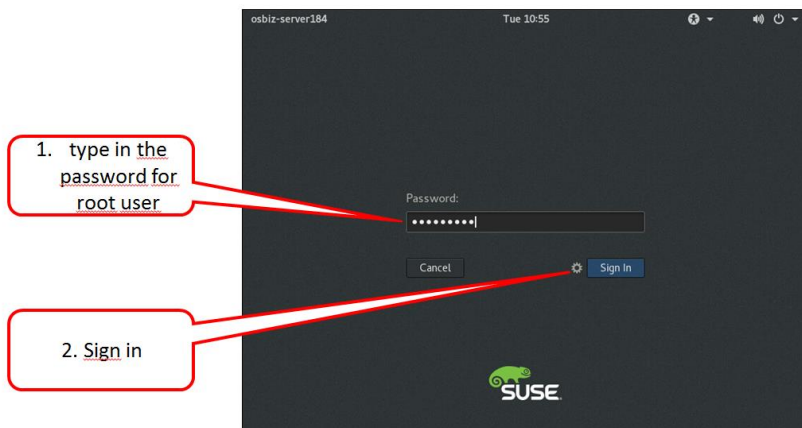 osbiz-server184
Tue 10:55
1. type in the
password for
root user
Password:
Cancel
Sign In
2. Sign in
SUSE